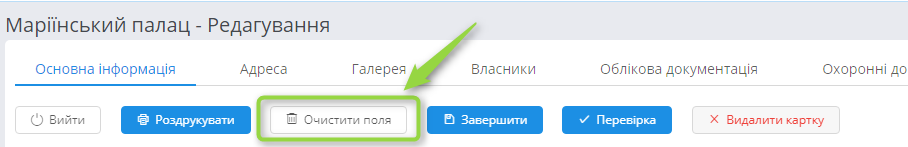 Маріїнський палац - Редагування
Основна інформація Адреса Галерея Власники Облікова документація Охоронні до
Вийти Роздрукувати Очистити поля Завершити Перевірка Видалити картку